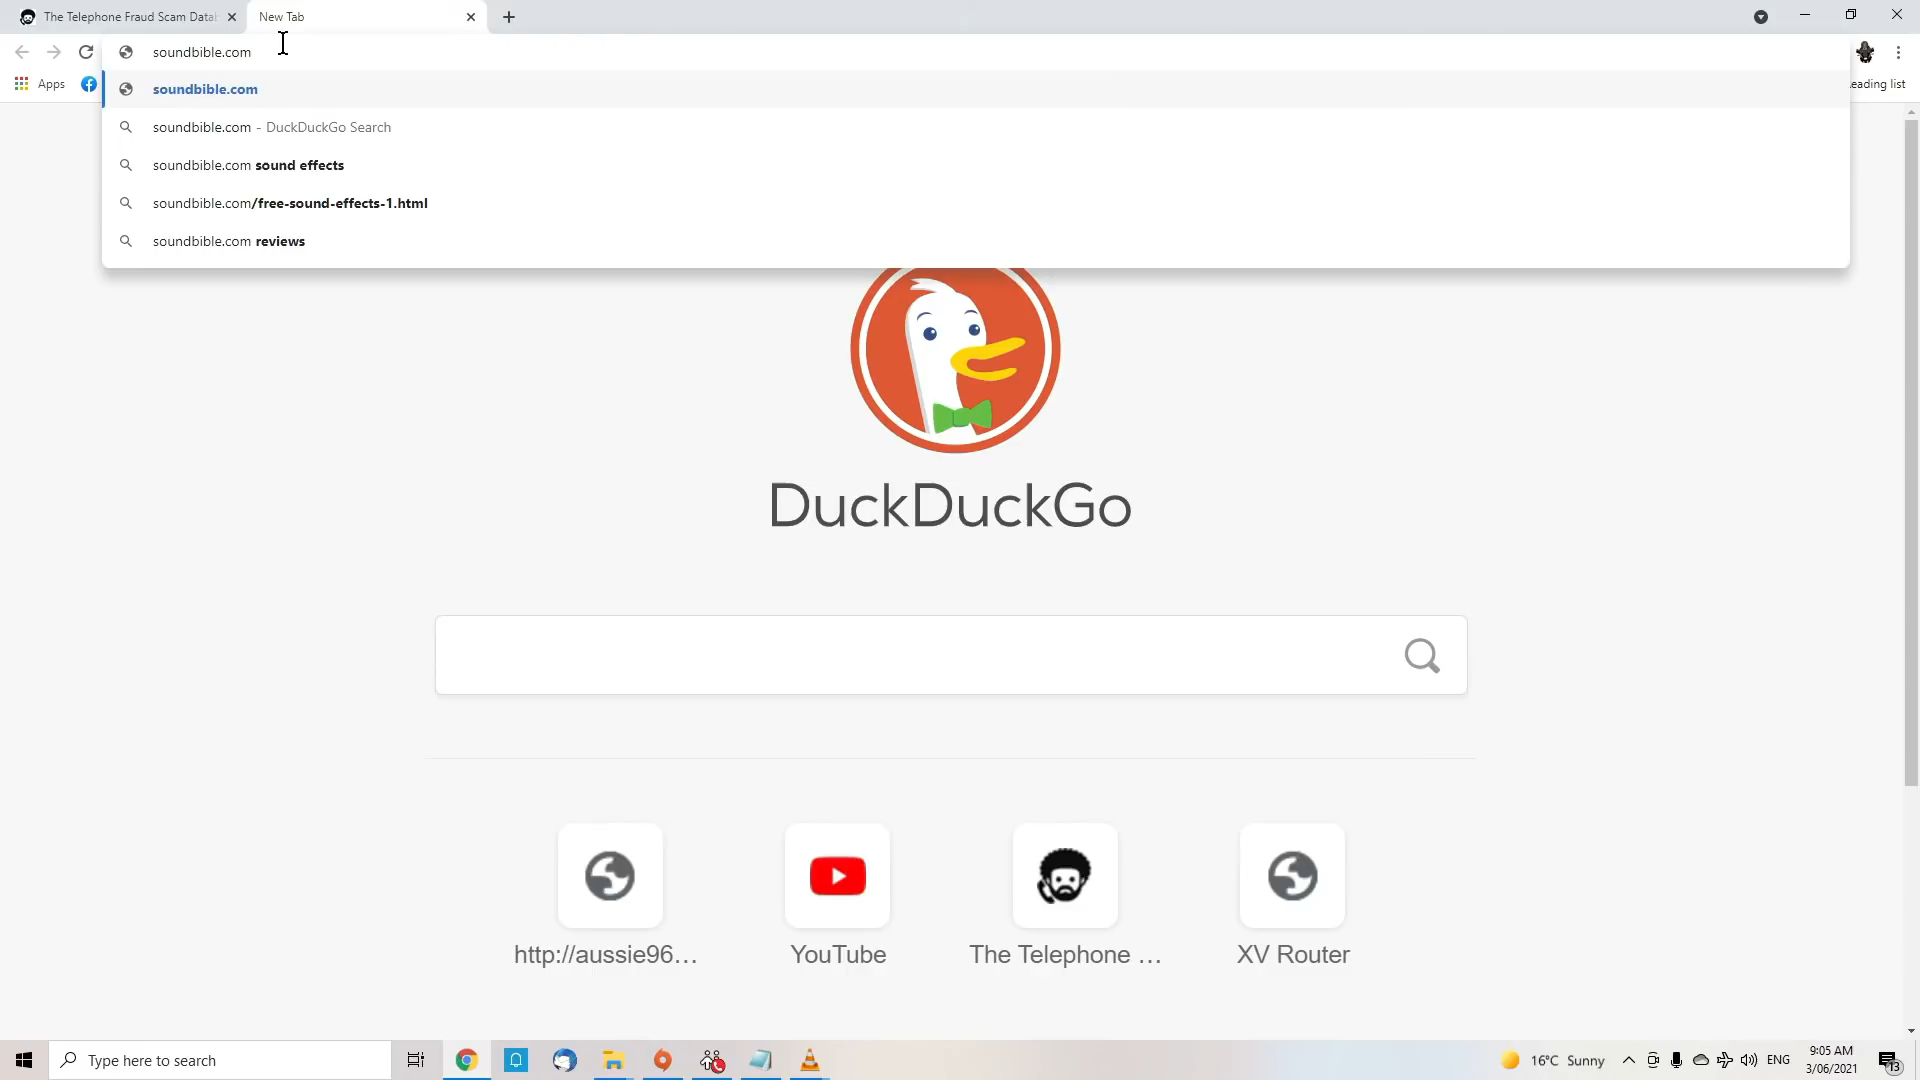 The Telephone Fraud Scam Datab
New Tab
soundbible.com
Apps
eading list
soundbible.com
soundbible.com - DuckDuckGo Search
soundbible.com sound effects
soundbible.com/free-sound-effects-1.html
soundbible.com reviews
DuckDuckGo
http://aussie96...
YouTube
The Telephone ...
XV Router
Type here to search
16°C Sunny
ENG
9:05 AM
3/06/2021
13